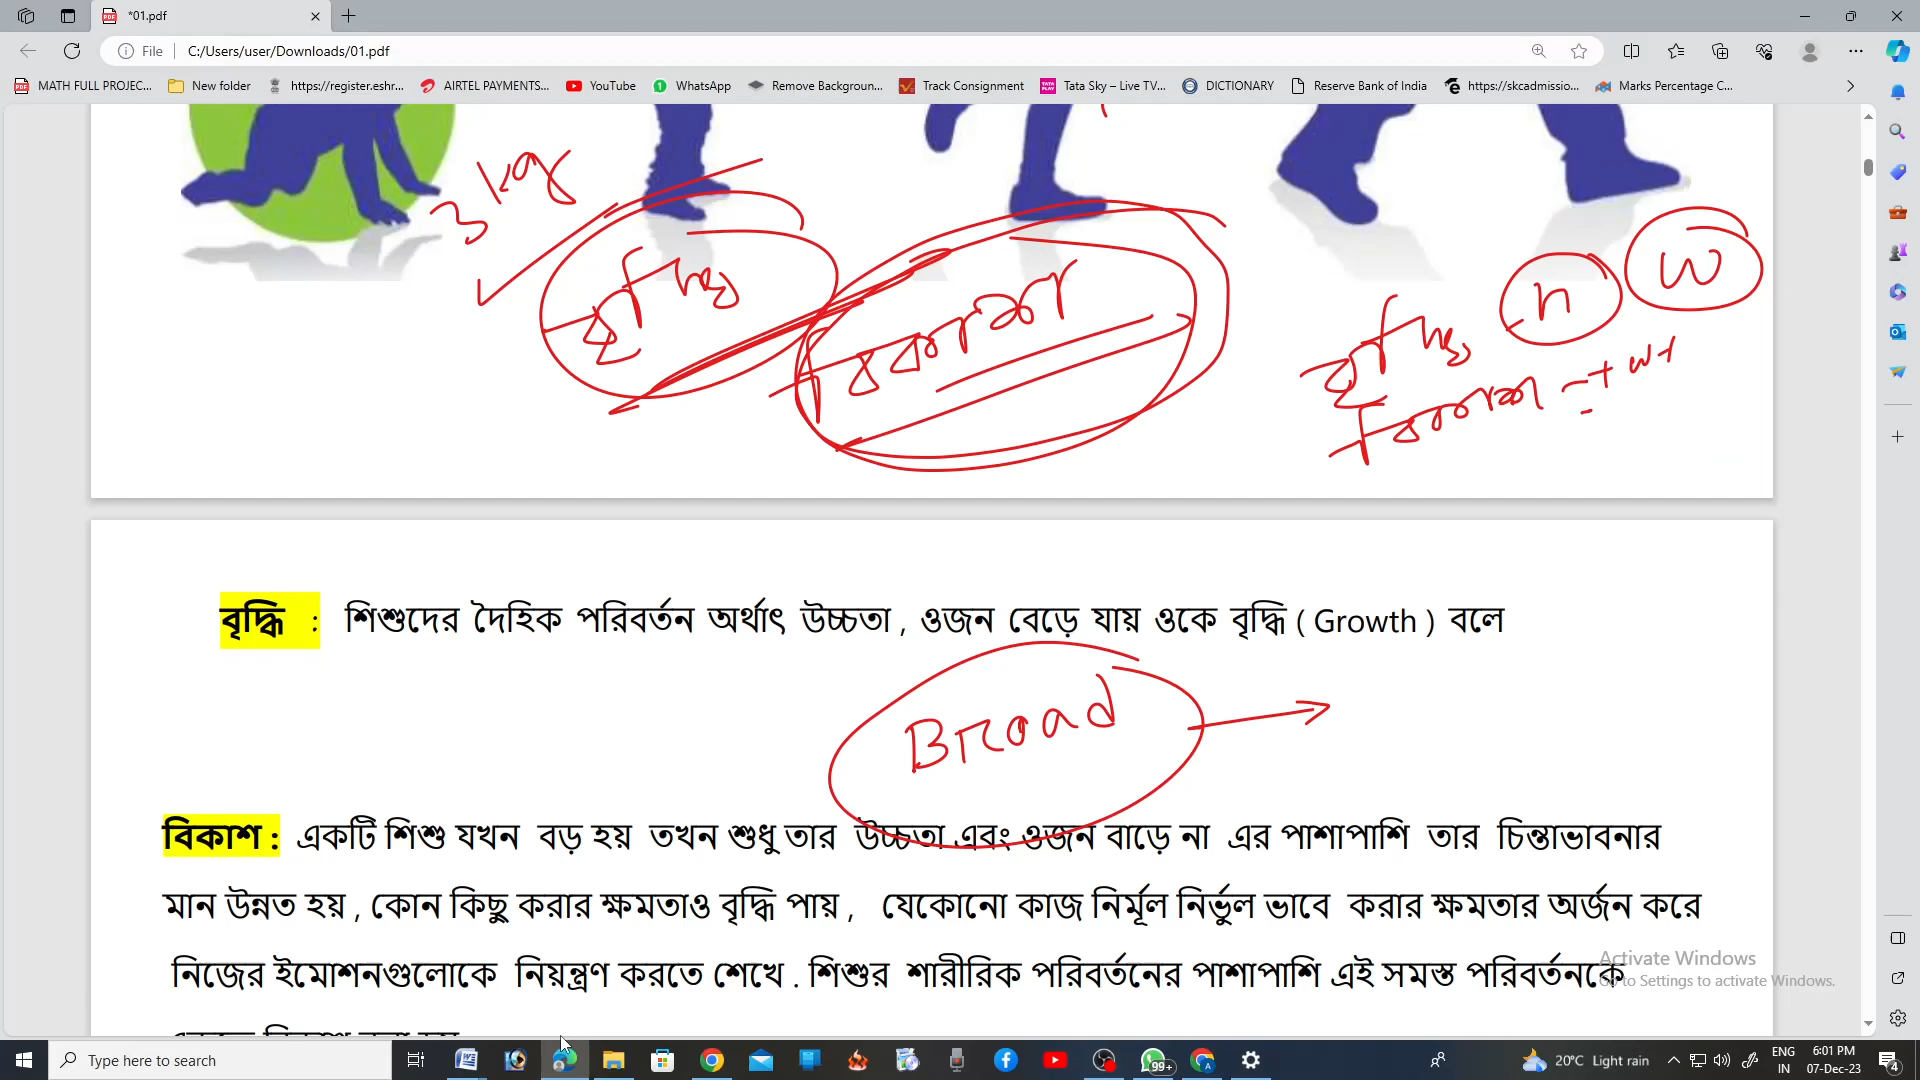 *01.pdf
File
C:/Users/user/Downloads/01.pdf
MATH FULL PROJEC...
New folder
https://register.eshr...
AIRTEL PAYMENTS...
YouTube
WhatsApp
Remove Backgroun...
Track Consignment
Tata Sky – Live TV...
DICTIONARY
Reserve Bank of India
https://skcadmissio...
Marks Percentage C...
3 kg
বৃদ্ধি
বিকাশ
h
W
বৃদ্ধি
বিকাশ
বৃদ্ধি : শিশুদের দৈহিক পরিবর্তন অর্থাৎ উচ্চতা, ওজন বেড়ে যায় ওকে বৃদ্ধি ( Growth ) বলে
Broad
বিকাশ : একটি শিশু যখন বড় হয় তখন শুধু তার উচ্চতা এবং ওজন বাড়ে না এর পাশাপাশি তার চিন্তাভাবনার
মান উন্নত হয় , কোন কিছু করার ক্ষমতাও বৃদ্ধি পায় , যেকোনো কাজ নির্মূল নির্ভুল ভাবে করার ক্ষমতার অর্জন করে
নিজের ইমোশনগুলোকে নিয়ন্ত্রণ করতে শেখে . শিশুর শারীরিক পরিবর্তনের পাশাপাশি এই সমস্ত পরিবর্তনকে
Activate Windows
Go to Settings to activate Windows.
Type here to search
99+
20°C Light rain
ENG
IN
6:01 PM
07-Dec-23
4